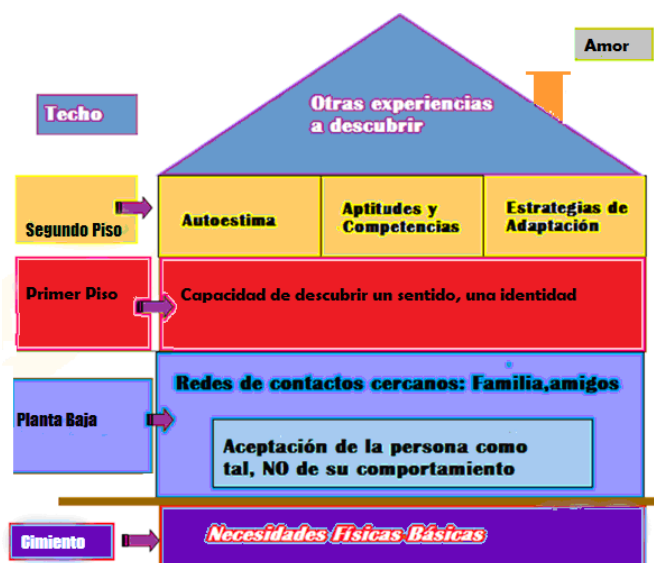 Amor
Techo
Otras experiencias
a descubrir
Segundo Piso
Autoestima
Aptitudes y
Competencias
Estrategias de
Adaptación
Primer Piso
Capacidad de descubrir un sentido, una identidad
Planta Baja
Redes de contactos cercanos: Familia,amigos
Aceptación de la persona como
tal, NO de su comportamiento
Cimiento
Necesidades Físicas Básicas